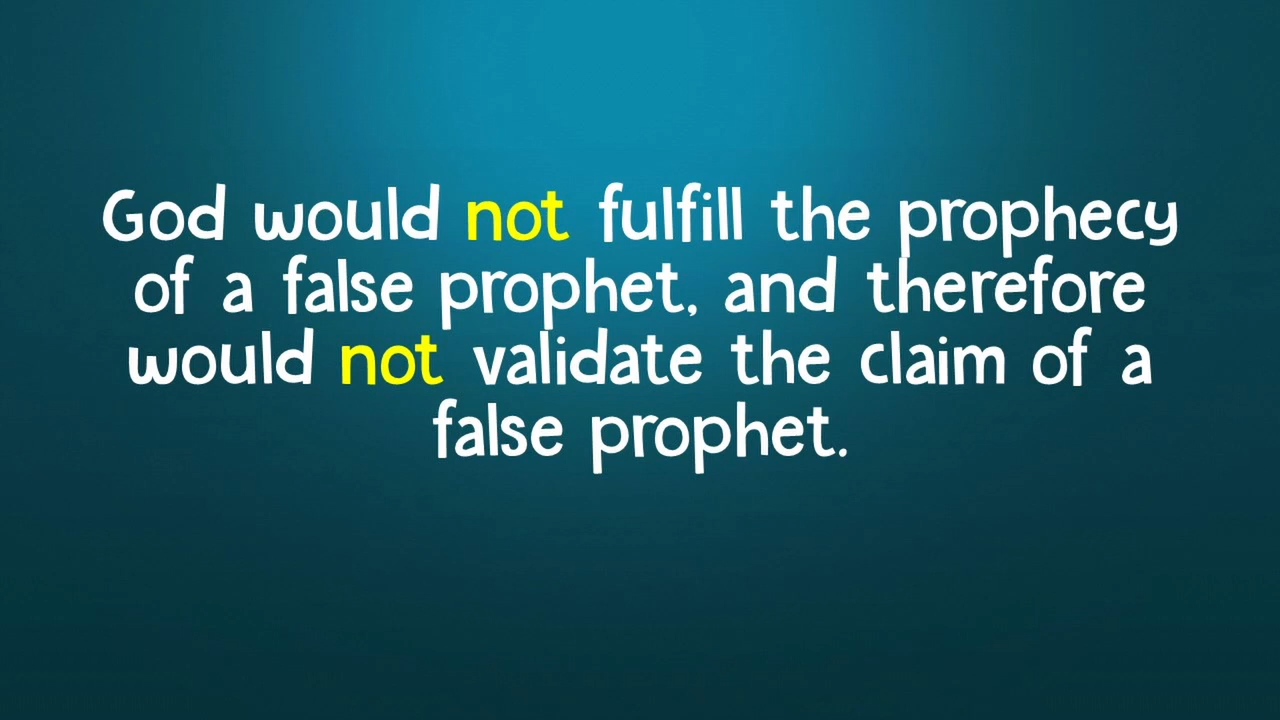 God would not fulfill the prophecy
of a false prophet, and therefore
would not validate the claim of a
false prophet.